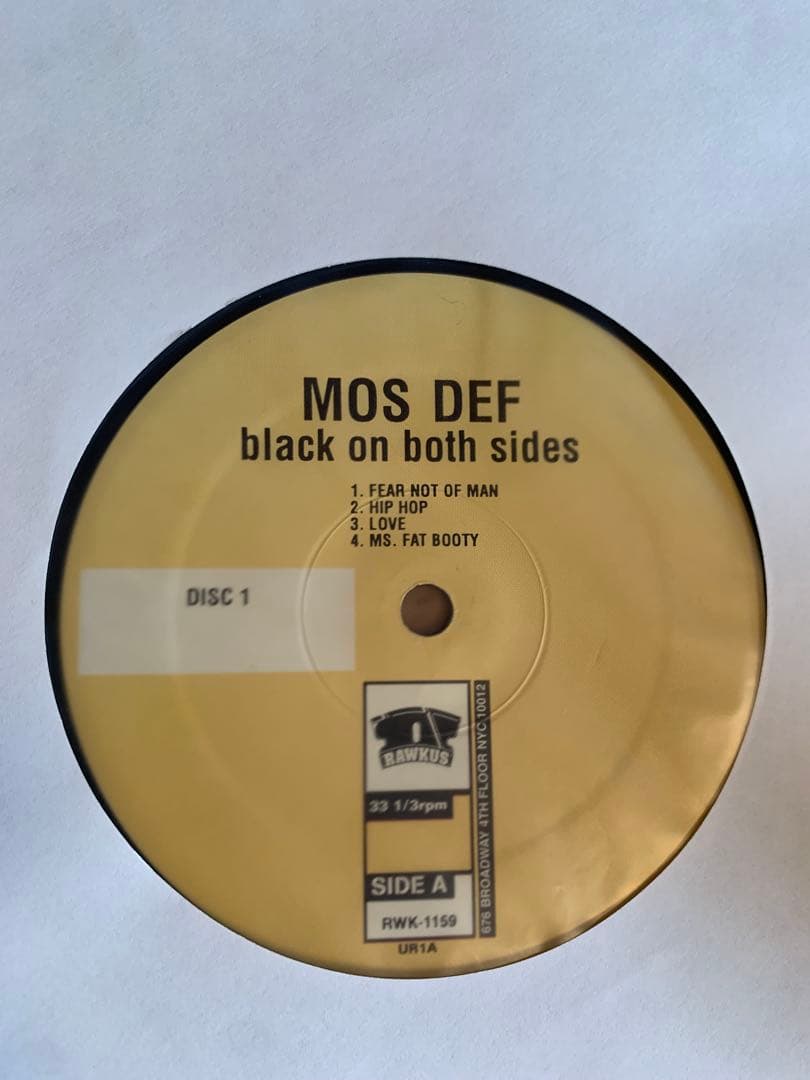 MOS DEF
black on both sides
1. FEAR NOT OF MAN
2. HIP HOP
3. LOVE
4. MS. FAT BOOTY
DISC 1
RAWKUS
33 1/3rpm
SIDE A
RWK-1159
UR1A
676 BROADWAY 4TH FLOOR NYC 10012